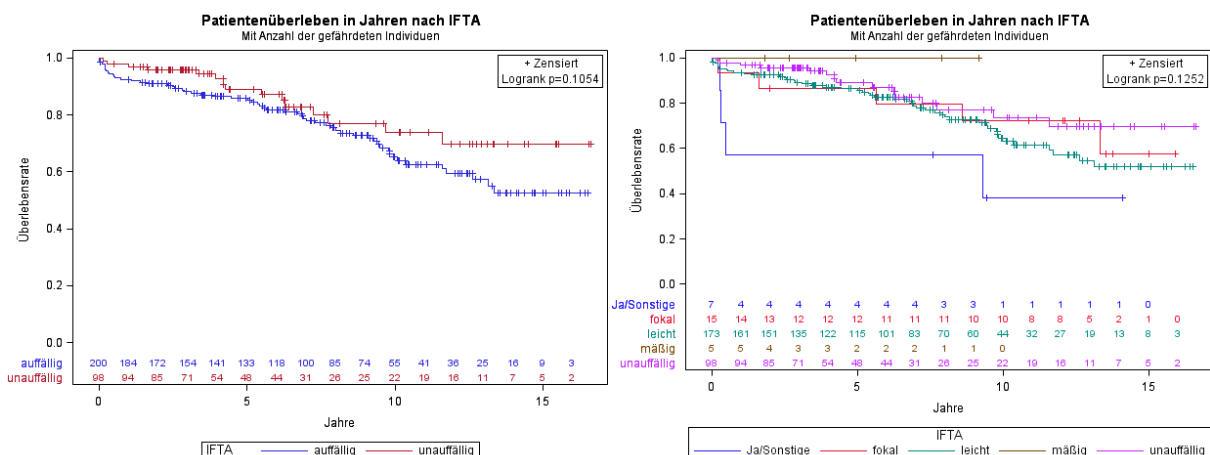 Patientenüberleben in Jahren nach IFTA
Mit Anzahl der gefährdeten Individuen
+ Zensiert
Logrank p=0.1054
Überlebensrate
1.0
0.8
0.6
0.4
0.2
0.0
auffällig 200 184 172 154 141 133 118 100 85 74 55 41 36 25 16 9 3
unauffällig 98 94 85 71 54 48 44 31 26 25 22 19 16 11 7 5 2
0 5 10 15
Jahre
IFTA auffällig unauffällig
Patientenüberleben in Jahren nach IFTA
Mit Anzahl der gefährdeten Individuen
+ Zensiert
Logrank p=0.1252
Überlebensrate
1.0
0.8
0.6
0.4
0.2
0.0
Ja/Sonstige 7 4 4 4 4 4 4 4 3 3 1 1 1 1 1 0
fokal 15 14 13 12 12 12 11 11 11 10 10 8 8 5 2 1 0
leicht 173 161 151 135 122 115 101 83 70 60 44 32 27 19 13 8 3
mäßig 5 5 4 3 3 2 2 2 1 1 0
unauffällig 98 94 85 71 54 48 44 31 26 25 22 19 16 11 7 5 2
0 5 10 15
Jahre
IFTA
Ja/Sonstige fokal leicht mäßig unauffällig